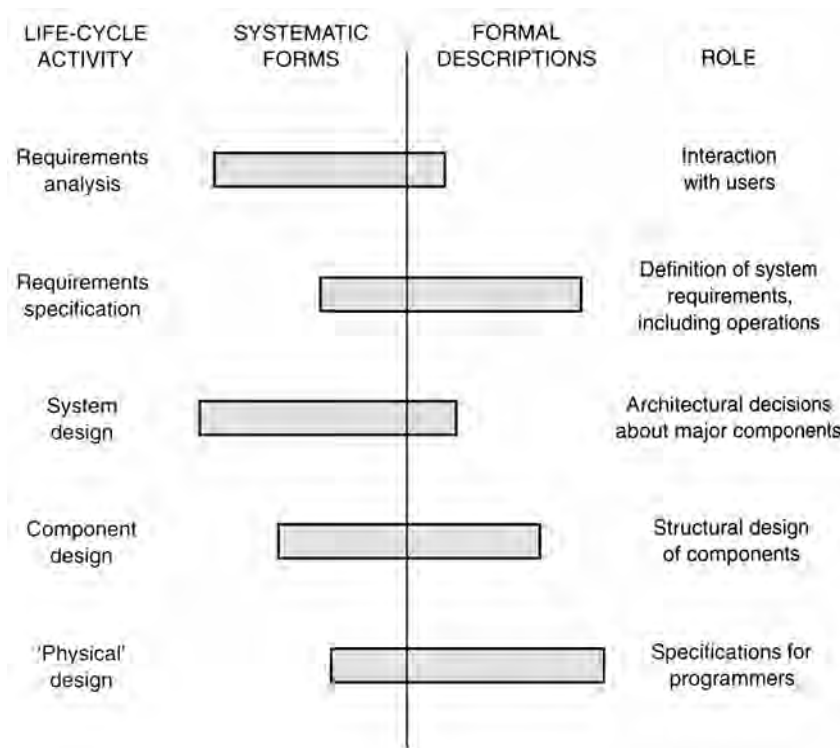 LIFE-CYCLE
ACTIVITY
SYSTEMATIC
FORMS
FORMAL
DESCRIPTIONS
ROLE
Requirements
analysis
Interaction
with users
Requirements
specification
Definition of system
requirements,
including operations
System
design
Architectural decisions
about major components
Component
design
Structural design
of components
'Physical'
design
Specifications for
programmers